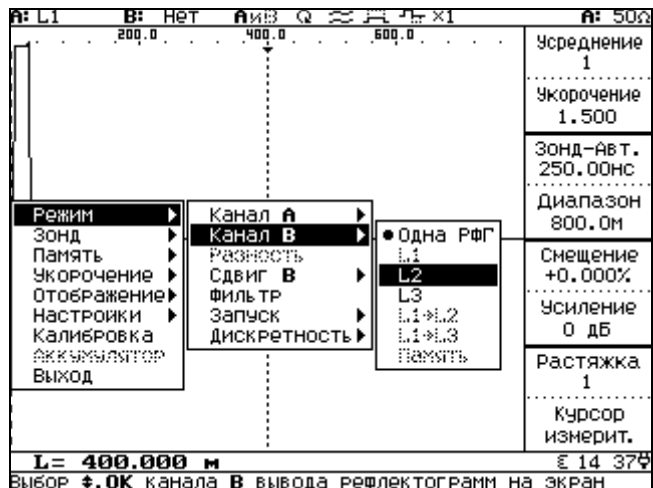 A: L1 B: Нет АиВ Q ×1 A: 50Ω
200.0 400.0 600.0
Усреднение
1
Укорочение
1.500
Зонд-Авт.
250.00нс
Диапазон
800.0м
Смещение
+0.000%
Усиление
0 дБ
Растяжка
1
Курсор
измерит.
Режим
Зонд
Память
Укорочение
Отображение
Настройки
Калибровка
Аккумулятор
Выход
Канал А
Канал В
Разность
Сдвиг В
Фильтр
Запуск
Дискретность
Одна РФГ
L1
L2
L3
L1→L2
L1→L3
Память
L= 400.000 м
14 37
Выбор ↕,OK канала В вывода рефлектограмм на экран